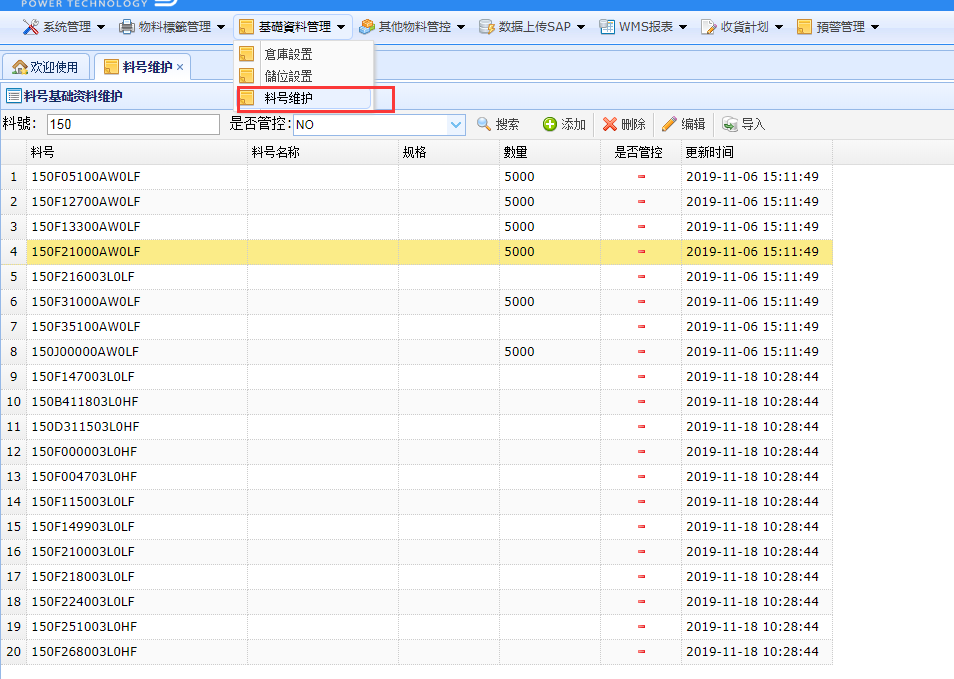 POWER TECHNOLOGY
系统管理 物料標籤管理 基礎資料管理 其他物料管控 数据上传SAP WMS报表 收貨計划 預警管理
欢迎使用 料号维护 ×
倉庫設置
儲位設置
料号维护
料号基础资料维护
料號: 150 是否管控: NO 搜索 添加 删除 编辑 导入
料号 料号名称 规格 数量 是否管控 更新时间
1 150F05100AW0LF 5000 2019-11-06 15:11:49
2 150F12700AW0LF 5000 2019-11-06 15:11:49
3 150F13300AW0LF 5000 2019-11-06 15:11:49
4 150F21000AW0LF 5000 2019-11-06 15:11:49
5 150F216003L0LF 2019-11-06 15:11:49
6 150F31000AW0LF 5000 2019-11-06 15:11:49
7 150F35100AW0LF 2019-11-06 15:11:49
8 150J00000AW0LF 5000 2019-11-06 15:11:49
9 150F147003L0LF 2019-11-18 10:28:44
10 150B411803L0HF 2019-11-18 10:28:44
11 150D311503L0HF 2019-11-18 10:28:44
12 150F000003L0HF 2019-11-18 10:28:44
13 150F004703L0HF 2019-11-18 10:28:44
14 150F115003L0LF 2019-11-18 10:28:44
15 150F149903L0LF 2019-11-18 10:28:44
16 150F210003L0LF 2019-11-18 10:28:44
17 150F218003L0LF 2019-11-18 10:28:44
18 150F224003L0LF 2019-11-18 10:28:44
19 150F251003L0HF 2019-11-18 10:28:44
20 150F268003L0HF 2019-11-18 10:28:44